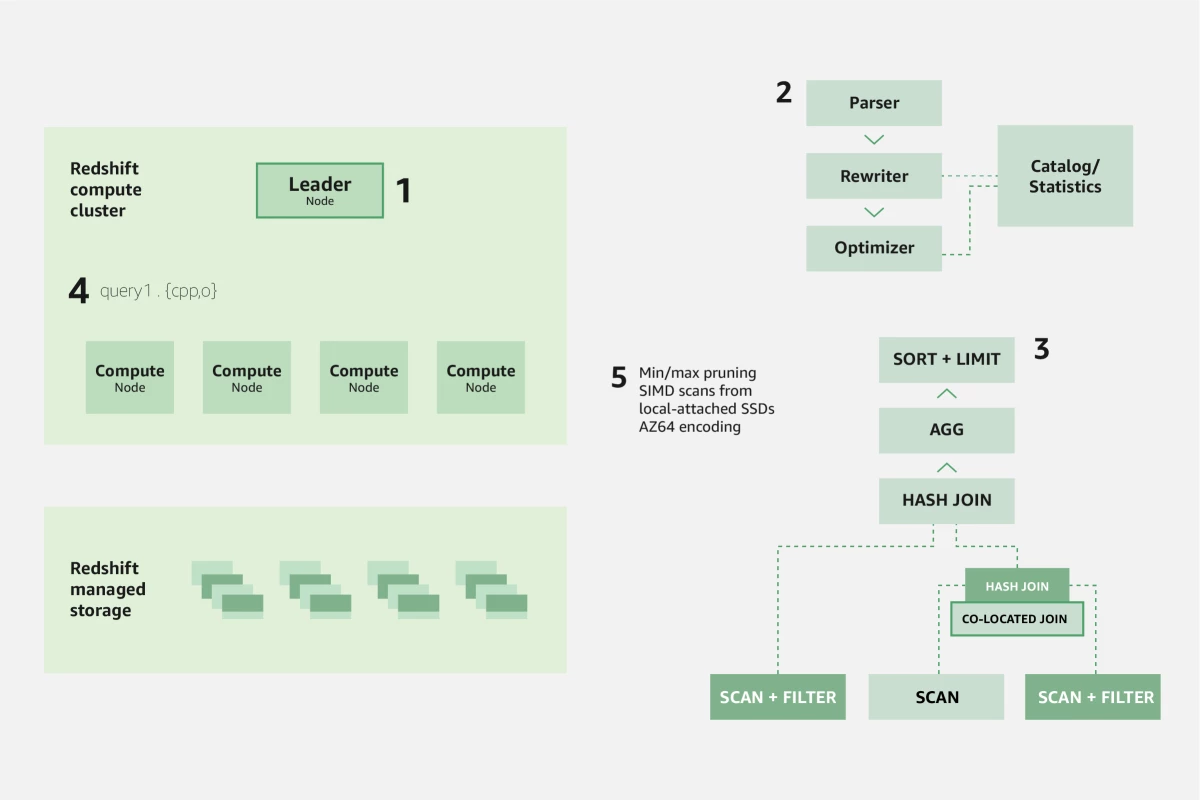 Redshift
compute
cluster
Leader
Node
1
4 query1 . {cpp,o}
Compute
Node
Compute
Node
Compute
Node
Compute
Node
Redshift
managed
storage
2
Parser
Rewriter
Optimizer
Catalog/
Statistics
5
Min/max pruning
SIMD scans from
local-attached SSDs
AZ64 encoding
3
SORT + LIMIT
AGG
HASH JOIN
HASH JOIN
CO-LOCATED JOIN
SCAN + FILTER
SCAN
SCAN + FILTER